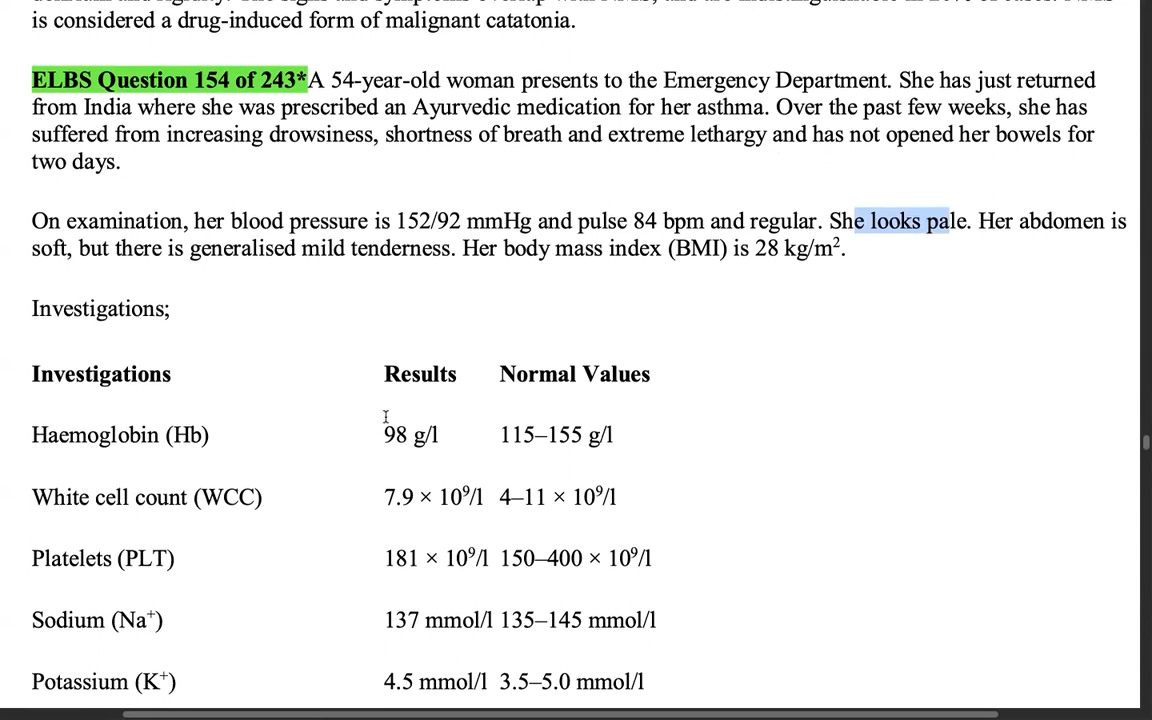 is considered a drug-induced form of malignant catatonia.
ELBS Question 154 of 243*A 54-year-old woman presents to the Emergency Department. She has just returned
from India where she was prescribed an Ayurvedic medication for her asthma. Over the past few weeks, she has
suffered from increasing drowsiness, shortness of breath and extreme lethargy and has not opened her bowels for
two days.
On examination, her blood pressure is 152/92 mmHg and pulse 84 bpm and regular. She looks pale. Her abdomen is
soft, but there is generalised mild tenderness. Her body mass index (BMI) is 28 kg/m².
Investigations;
Investigations Results Normal Values
Haemoglobin (Hb) 98 g/l 115–155 g/l
White cell count (WCC) 7.9 × 10⁹/l 4–11 × 10⁹/l
Platelets (PLT) 181 × 10⁹/l 150–400 × 10⁹/l
Sodium (Na⁺) 137 mmol/l 135–145 mmol/l
Potassium (K⁺) 4.5 mmol/l 3.5–5.0 mmol/l